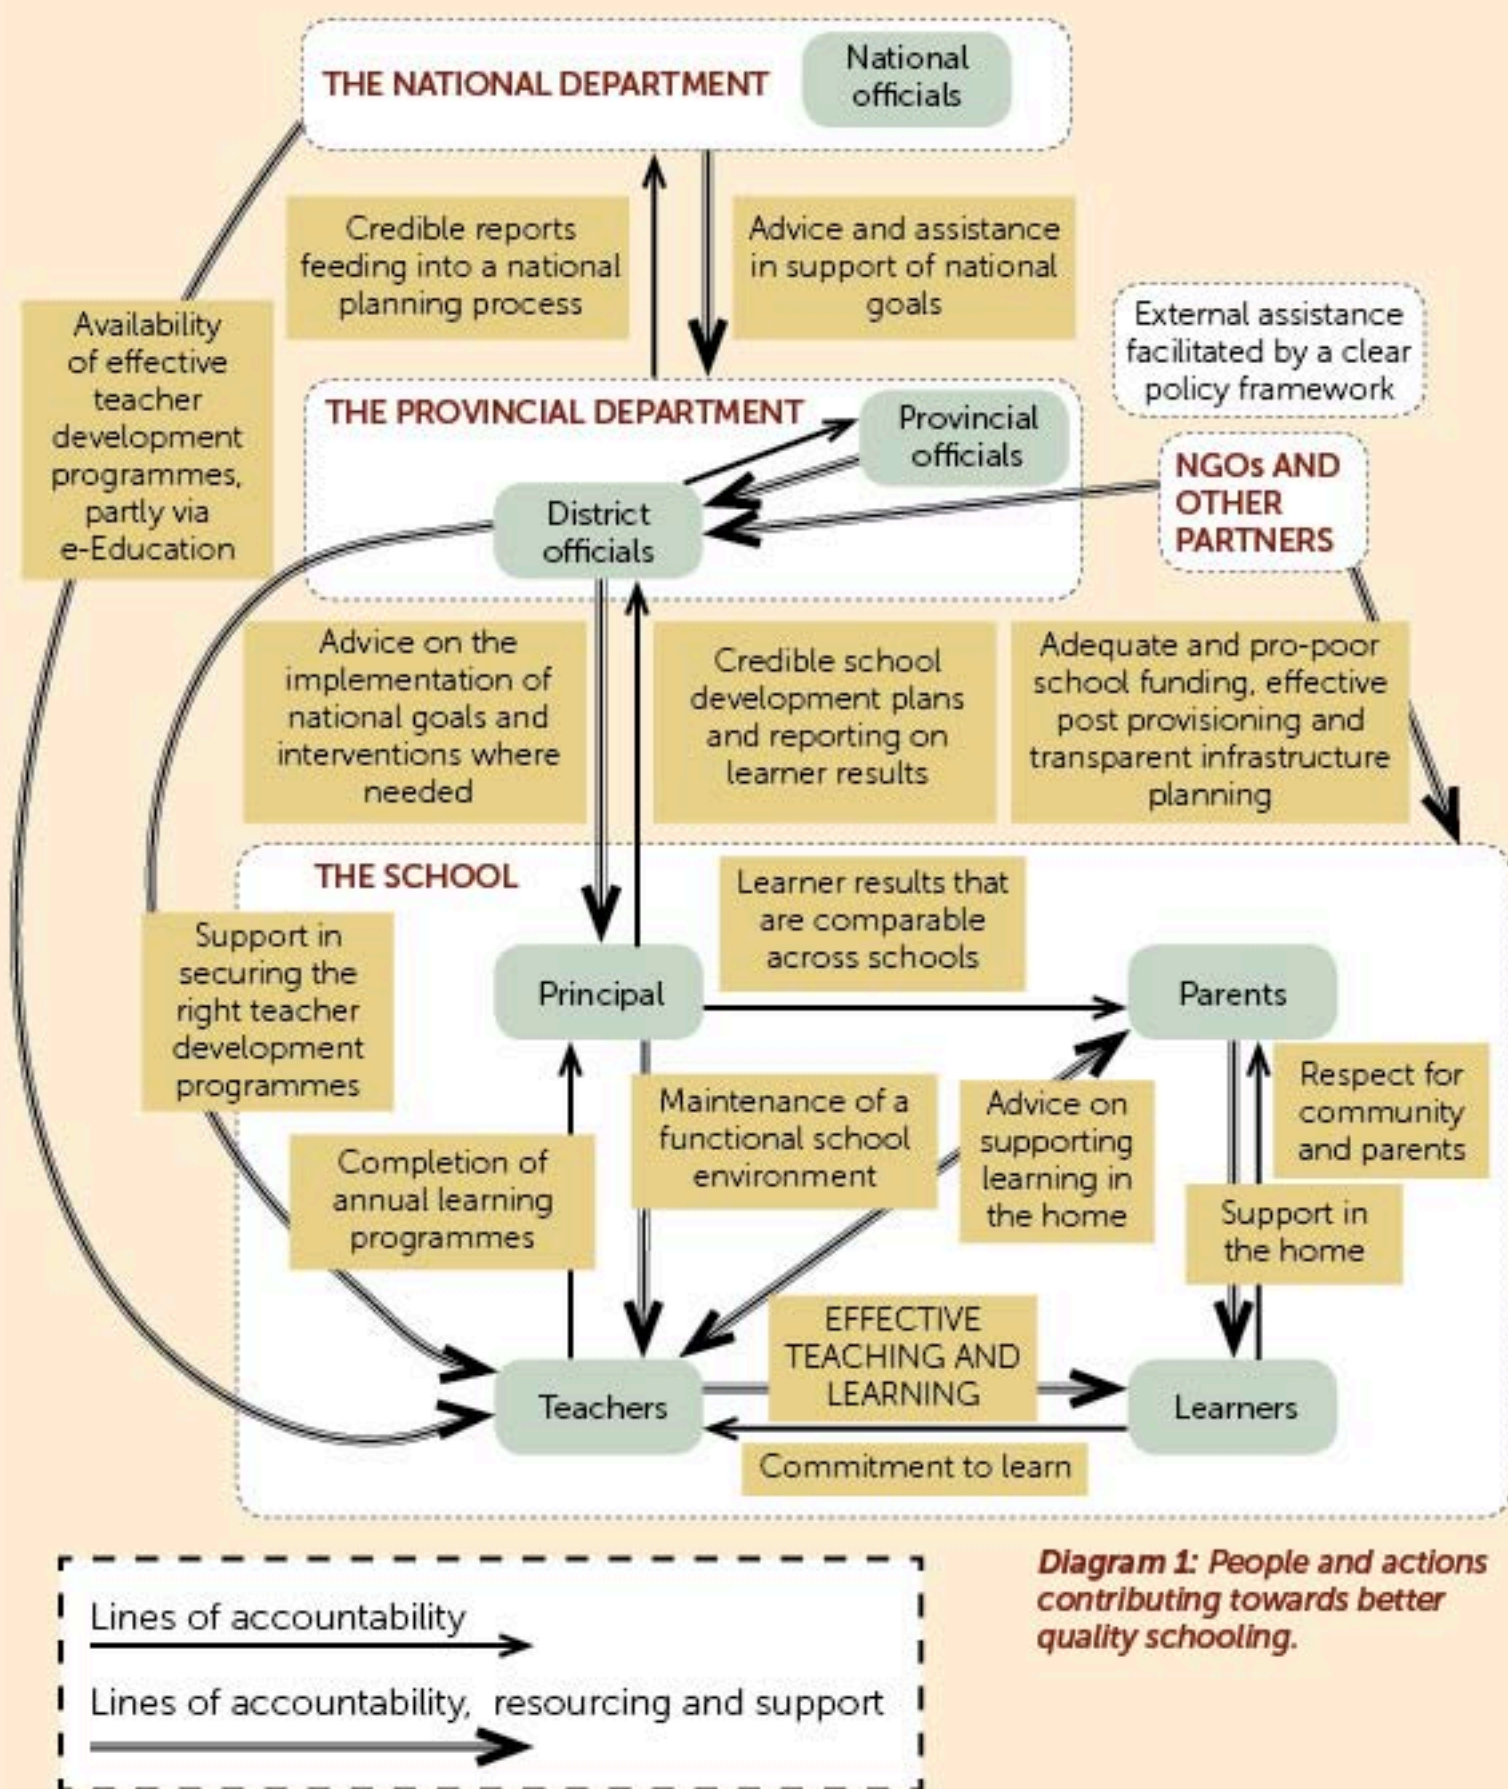 THE NATIONAL DEPARTMENT
National
officials
Credible reports
feeding into a national
planning process
Advice and assistance
in support of national
goals
Availability
of effective
teacher
development
programmes,
partly via
e-Education
External assistance
facilitated by a clear
policy framework
THE PROVINCIAL DEPARTMENT
Provincial
officials
NGOs AND
OTHER
PARTNERS
District
officials
Advice on the
implementation of
national goals and
interventions where
needed
Credible school
development plans
and reporting on
learner results
Adequate and pro-poor
school funding, effective
post provisioning and
transparent infrastructure
planning
THE SCHOOL
Learner results that
are comparable
across schools
Support in
securing the
right teacher
development
programmes
Principal
Parents
Respect for
community
and parents
Maintenance of a
functional school
environment
Advice on
supporting
learning in
the home
Completion of
annual learning
programmes
Support in
the home
EFFECTIVE
TEACHING AND
LEARNING
Teachers
Learners
Commitment to learn
Lines of accountability
Lines of accountability, resourcing and support
Diagram 1: People and actions
contributing towards better
quality schooling.